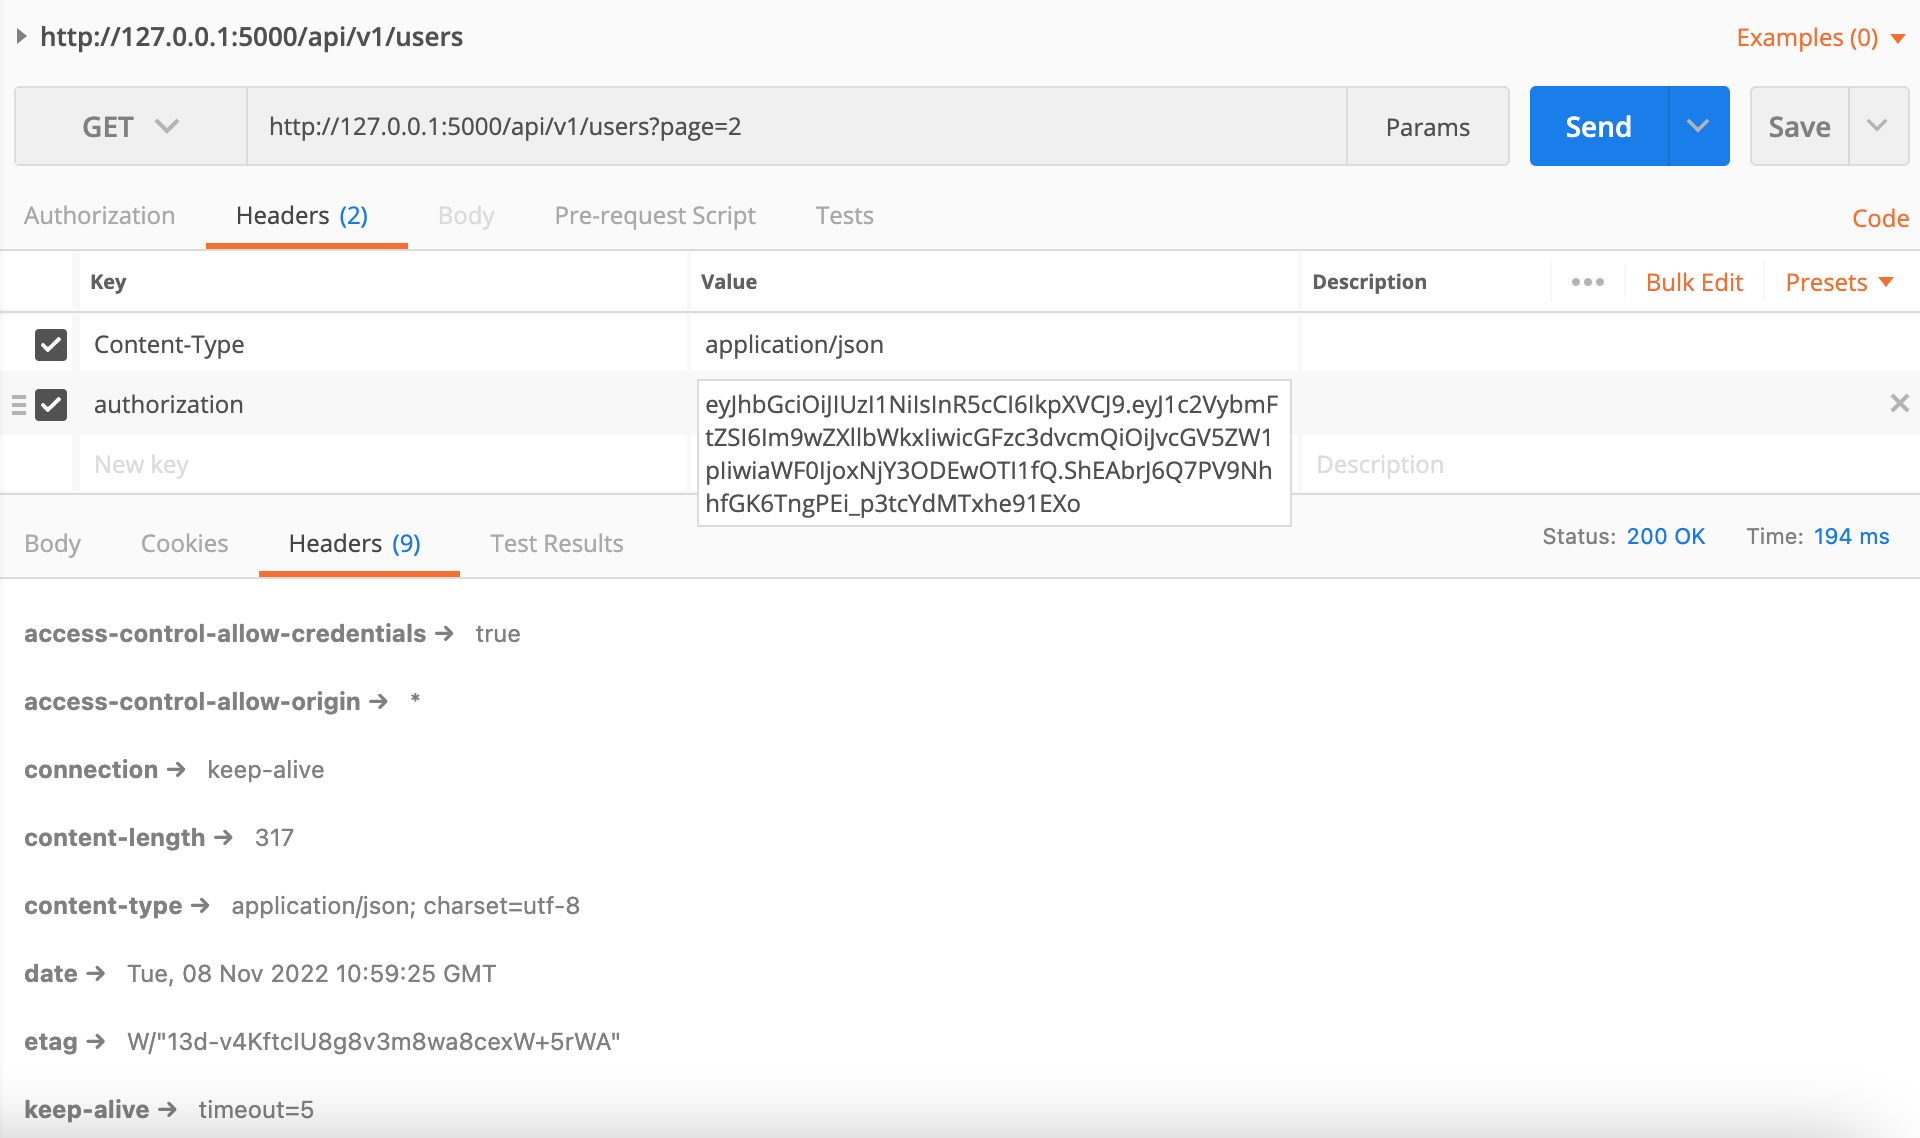 http://127.0.0.1:5000/api/v1/users
Examples (0)
GET
http://127.0.0.1:5000/api/v1/users?page=2
Params
Send
Save
Authorization
Headers (2)
Body
Pre-request Script
Tests
Code
Key
Value
Description
Bulk Edit
Presets
Content-Type
application/json
authorization
eyJhbGciOiJIUzI1NiIsInR5cCI6IkpXVCJ9.eyJ1c2VybmF
tZSI6Im9wZXllbWkxIiwicGFzc3dvcmQiOiJvcGV5ZW1
pIiwiaWF0IjoxNjY3ODEwOTI1fQ.ShEAbrJ6Q7PV9Nh
hfGK6TngPEi_p3tcYdMTxhe91EXo
New key
Description
Body
Cookies
Headers (9)
Test Results
Status: 200 OK
Time: 194 ms
access-control-allow-credentials → true
access-control-allow-origin → *
connection → keep-alive
content-length → 317
content-type → application/json; charset=utf-8
date → Tue, 08 Nov 2022 10:59:25 GMT
etag → W/"13d-v4KftcIU8g8v3m8wa8cexW+5rWA"
keep-alive → timeout=5